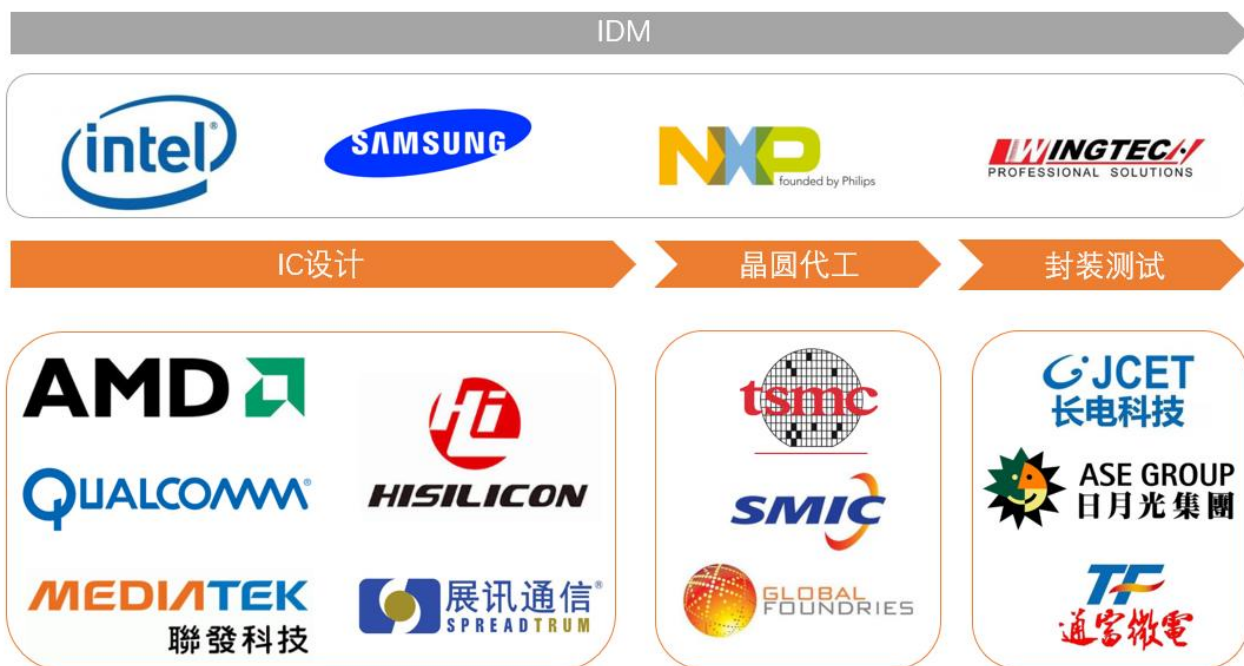 IDM
intel®
SAMSUNG
NXP
founded by Philips
WINGTECH
PROFESSIONAL SOLUTIONS
IC设计
晶圆代工
封装测试
AMD
QUALCOMM®
MEDIATEK
聯發科技
Hi
HISILICON
展讯通信®
SPREADTRUM
tsmc
SMIC
GLOBAL
FOUNDRIES
JCET
长电科技
ASE GROUP
日月光集團
TF
通富微電